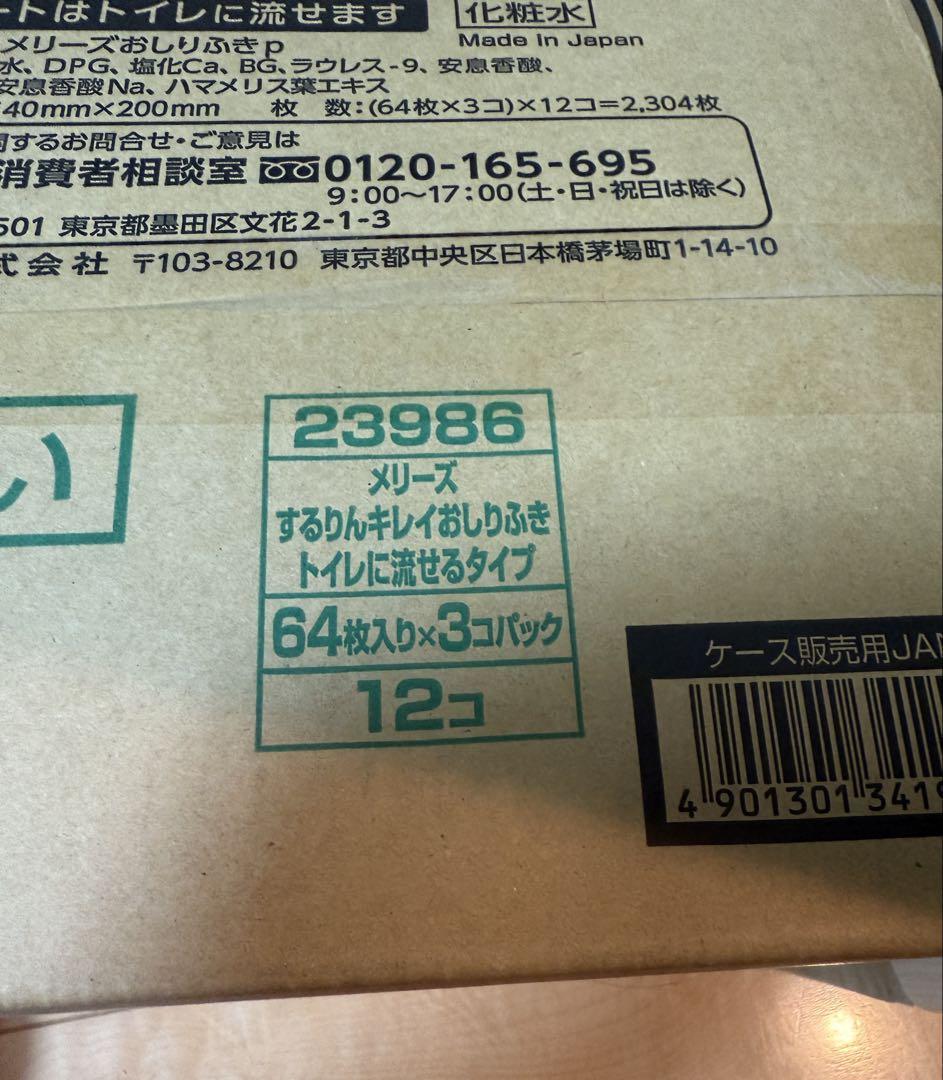 ートはトイレに流せます
化粧水
Made in Japan
メリーズおしりふきp
水、DPG、塩化Ca、BG、ラウレス-9、安息香酸、
安息香酸Na、ハマメリス葉エキス
40mm×200mm 枚 数:(64枚×3コ)×12コ=2,304枚
するお問合せ・ご意見は
消費者相談室 0120-165-695
9:00〜17:00(土・日・祝日は除く)
501 東京都墨田区文花2-1-3
式会社 〒103-8210 東京都中央区日本橋茅場町1-14-10
い
23986
メリーズ
するりんキレイおしりふき
トイレに流せるタイプ
64枚入り×3コパック
12コ
ケース販売用JA
4 901301 341